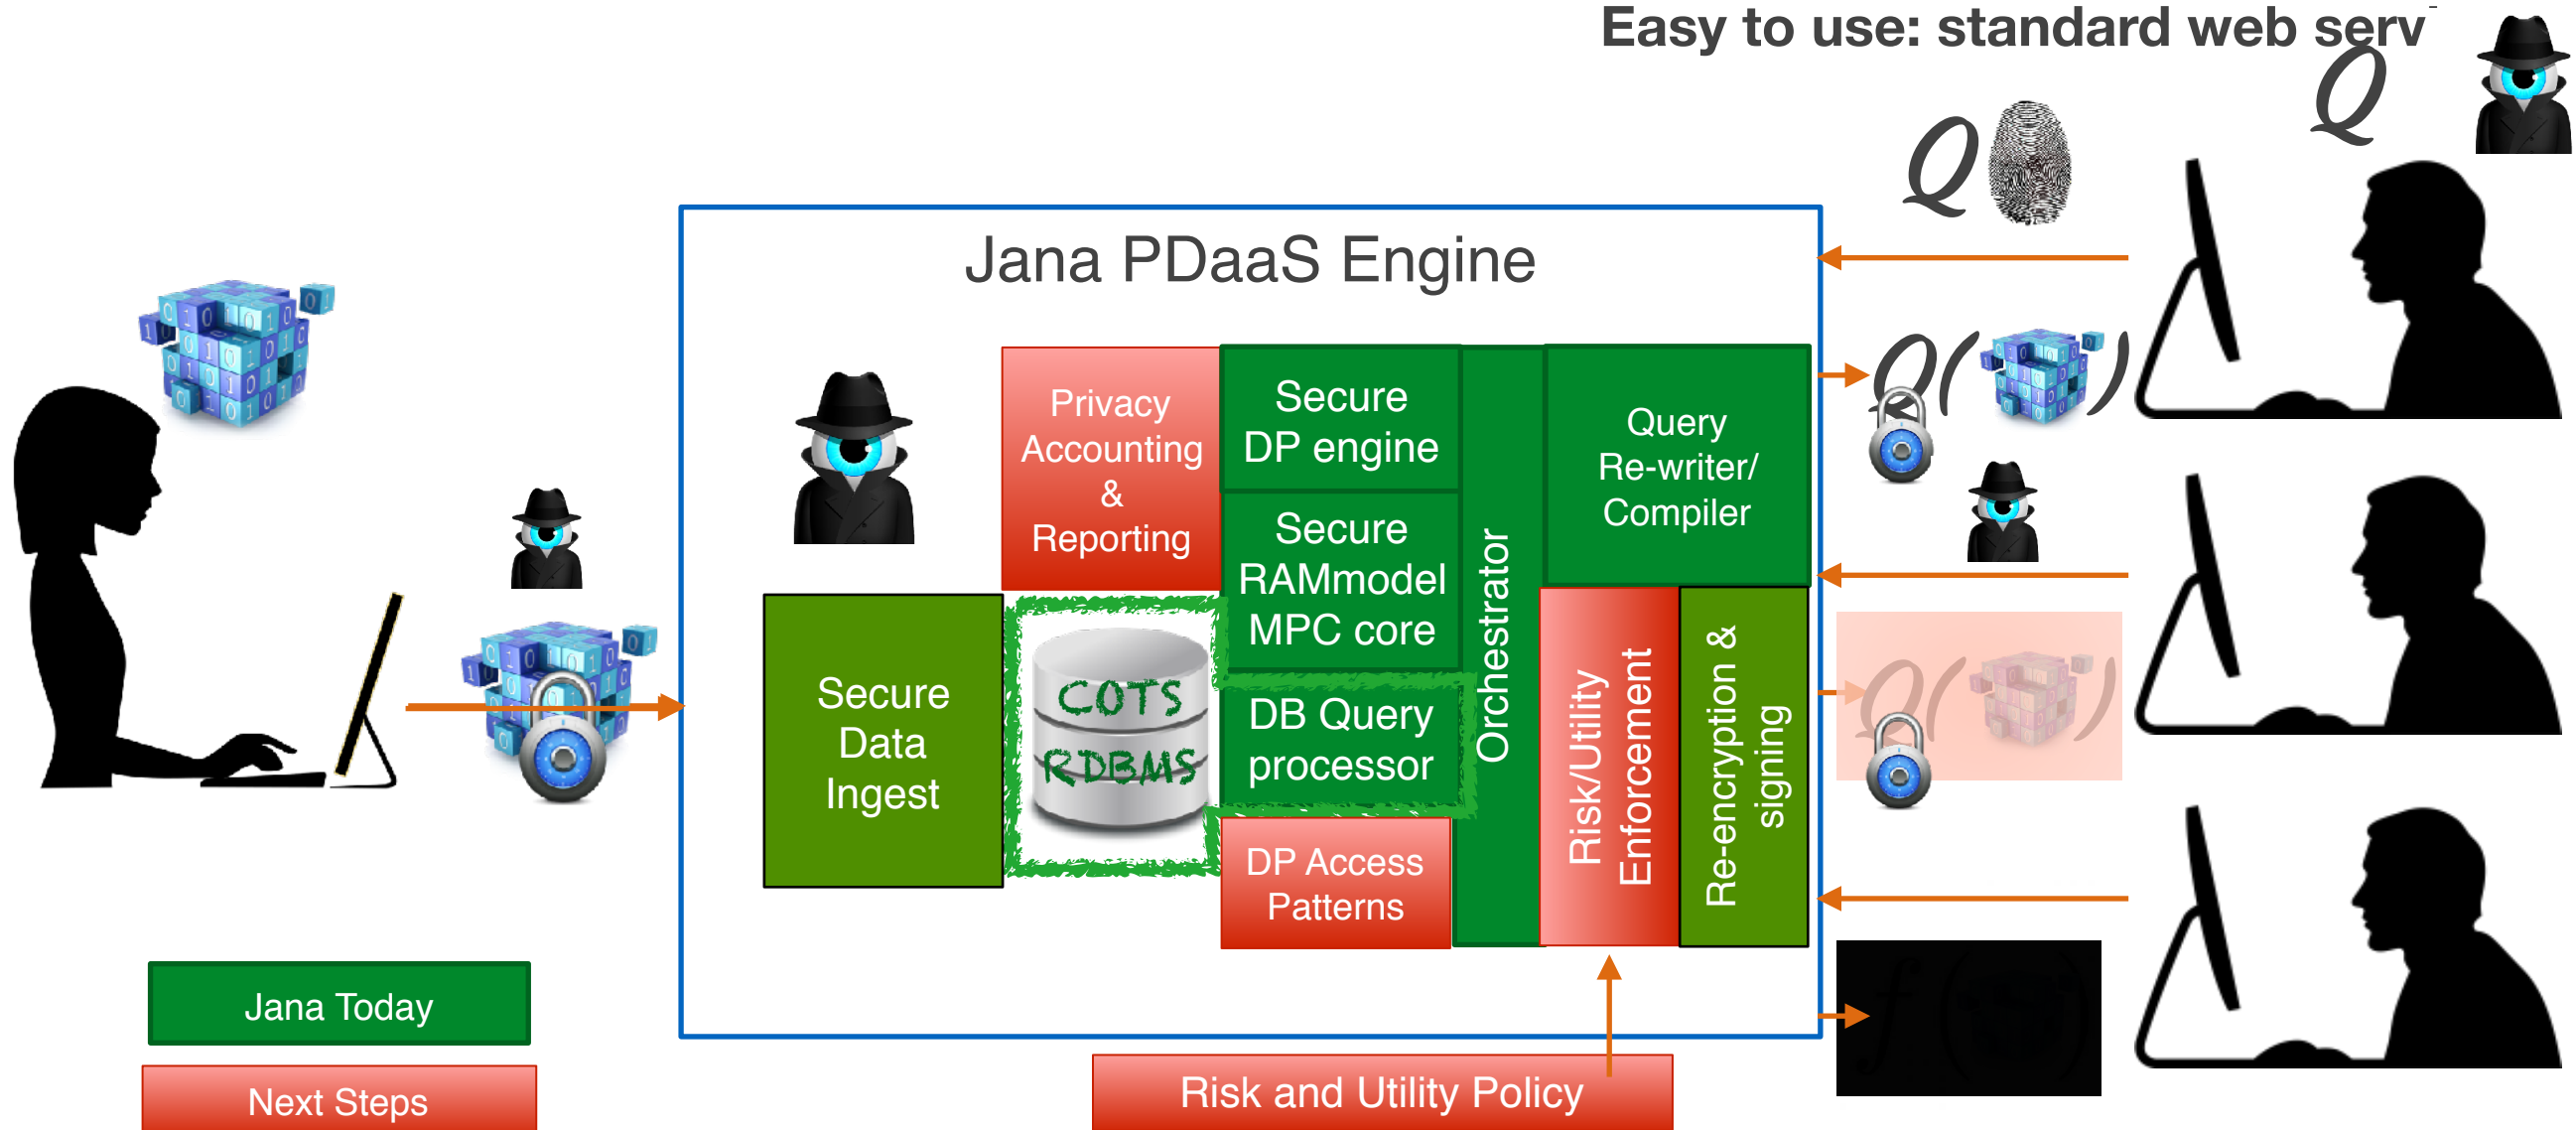 Easy to use: standard web serv
Q
Q
Jana PDaaS Engine
Privacy
Accounting
&
Reporting
Secure
DP engine
Secure
RAMmodel
MPC core
DB Query
processor
DP Access
Patterns
Orchestrator
Query
Re-writer/
Compiler
Risk/Utility
Enforcement
Re-encryption &
signing
Secure
Data
Ingest
COTS
RDBMS
Q( )
Q( )
f( )
Jana Today
Next Steps
Risk and Utility Policy